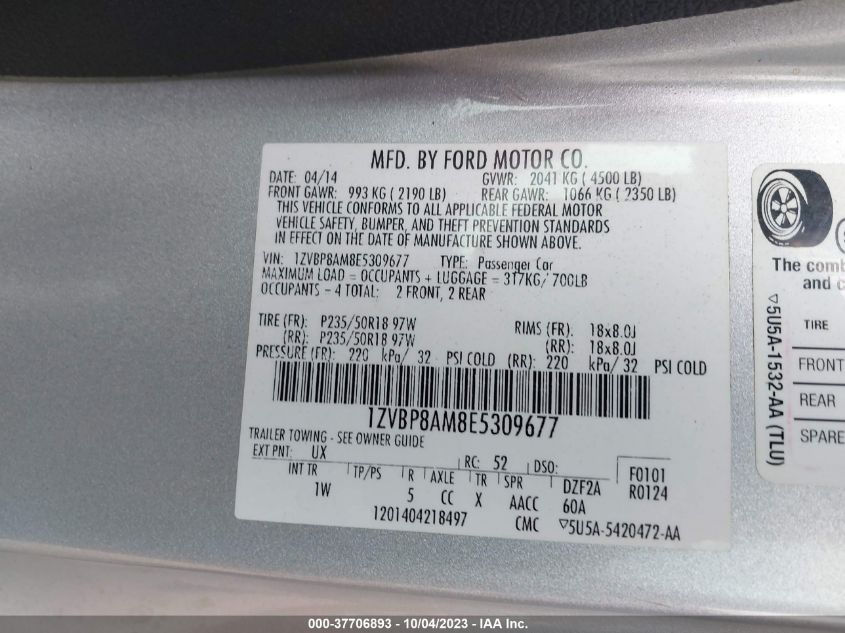 MFD. BY FORD MOTOR CO.
DATE: 04/14 GVWR: 2041 KG ( 4500 LB)
FRONT GAWR: 993 KG ( 2190 LB) REAR GAWR: 1066 KG ( 2350 LB)
THIS VEHICLE CONFORMS TO ALL APPLICABLE FEDERAL MOTOR
VEHICLE SAFETY, BUMPER, AND THEFT PREVENTION STANDARDS
IN EFFECT ON THE DATE OF MANUFACTURE SHOWN ABOVE.
VIN: 1ZVBP8AM8E5309677 TYPE: Passenger Car
MAXIMUM LOAD = OCCUPANTS + LUGGAGE = 317KG/ 700LB
OCCUPANTS - 4 TOTAL: 2 FRONT, 2 REAR
TIRE (FR): P235/50R18 97W RIMS (FR): 18x8.0J
(RR): P235/50R18 97W (RR): 18x8.0J
PRESSURE (FR): 220 kPa/ 32 PSI COLD (RR): 220 kPa/ 32 PSI COLD
1ZVBP8AM8E5309677
TRAILER TOWING - SEE OWNER GUIDE
EXT PNT: UX RC: 52 DSO: F0101
INT TR TP/PS R AXLE TR SPR DZF2A R0124
1W 5 CC X AACC 60A
1201404218497 CMC ▽5U5A-5420472-AA
The comb
and c
TIRE
FRONT
REAR
SPARE
▽5U5A-1532-AA (TLU)
000-37706893 - 10/04/2023 - IAA Inc.